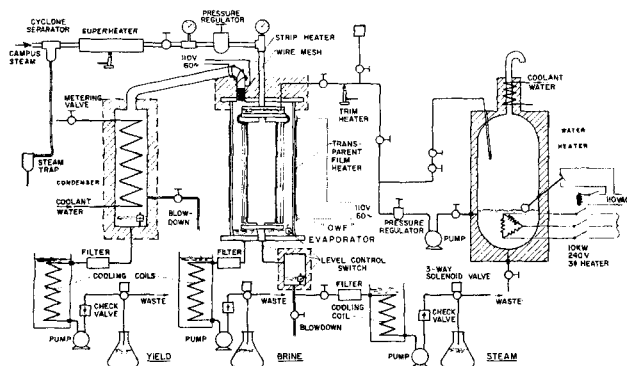 CYCLONE
SEPARATOR
CAMPUS
STEAM
SUPERHEATER
PRESSURE
REGULATOR
STRIP HEATER
WIRE MESH
110V
60~
METERING
VALVE
STEAM
TRAP
CONDENSER
COOLANT
WATER
BLOW-
DOWN
TRIM
HEATER
TRANS-
PARENT
FILM
HEATER
110V
60~
PRESSURE
REGULATOR
PUMP
COOLANT
WATER
WATER
HEATER
110VAC
10KW
240V
3Φ HEATER
OWF
EVAPORATOR
LEVEL CONTROL
SWITCH
FILTER
COOLING COILS
WASTE
CHECK
VALVE
PUMP
YIELD
FILTER
WASTE
CHECK
VALVE
PUMP
BRINE
BLOWDOWN
FILTER
COOLING
COIL
3-WAY
SOLENOID VALVE
WASTE
CHECK
VALVE
PUMP
STEAM